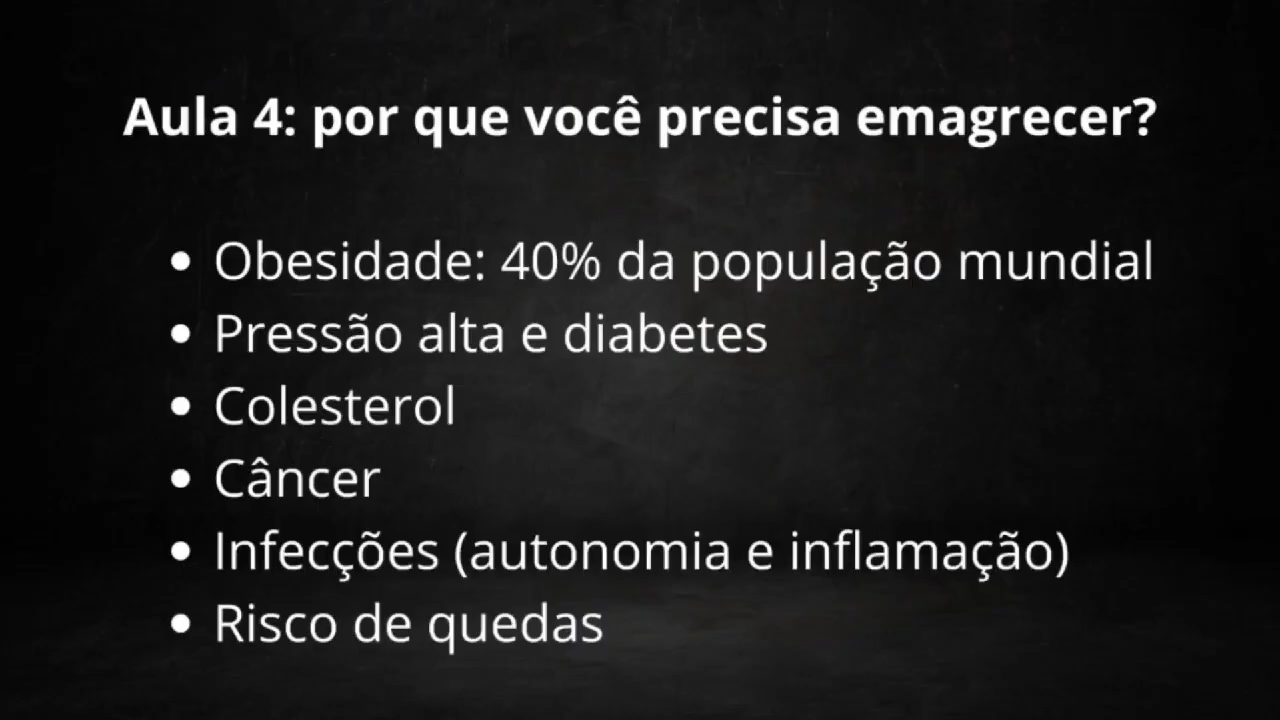 Aula 4: por que você precisa emagrecer?
• Obesidade: 40% da população mundial
• Pressão alta e diabetes
• Colesterol
• Câncer
• Infecções (autonomia e inflamação)
• Risco de quedas